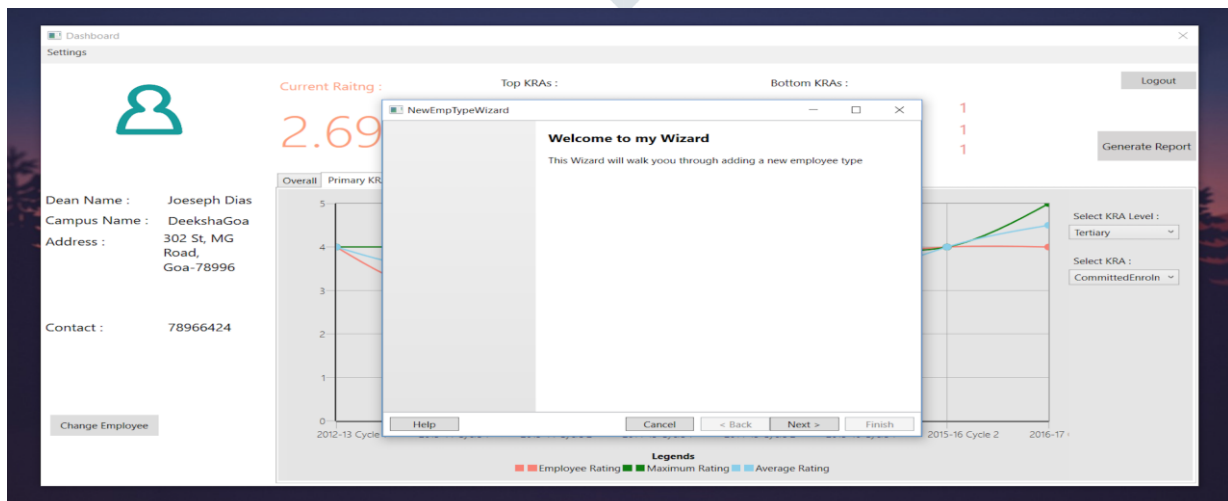 Dashboard
Settings
Current Raitng :
Top KRAs :
Bottom KRAs :
Logout
2.69
1
1
1
Generate Report
NewEmpTypeWizard
Welcome to my Wizard
This Wizard will walk yoou through adding a new employee type
Help
Cancel
< Back
Next >
Finish
Overall
Primary KR
Dean Name : Joeseph Dias
Campus Name : DeekshaGoa
Address : 302 St, MG
Road,
Goa-78996
Contact : 78966424
Change Employee
5
4
3
2
1
0
2012-13 Cycle
2015-16 Cycle 2
2016-17
Legends
Employee Rating Maximum Rating Average Rating
Select KRA Level :
Tertiary
Select KRA :
CommittedEnroln